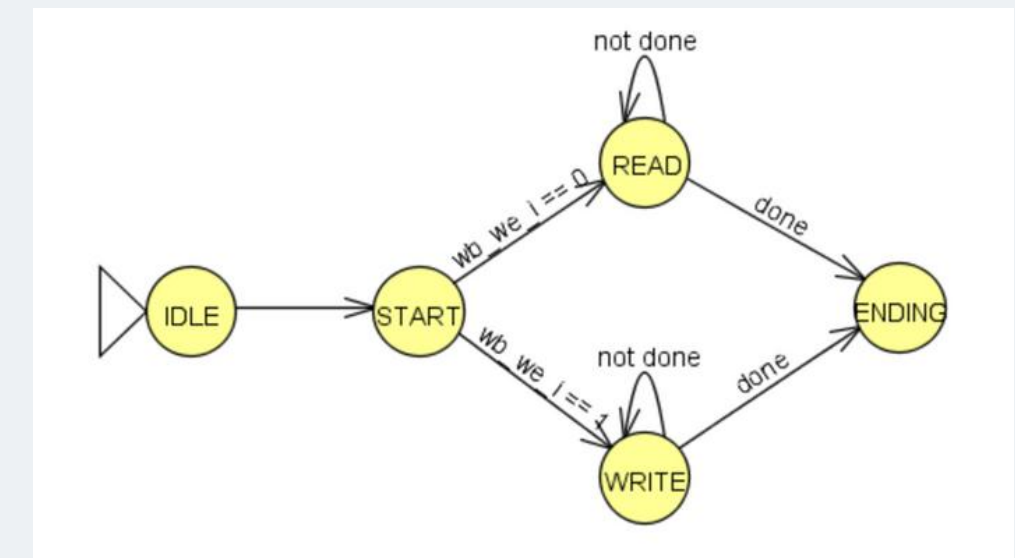 not done
READ
wb_we_i == 0
done
IDLE
START
ENDING
wb_we_i == 1
not done
done
WRITE